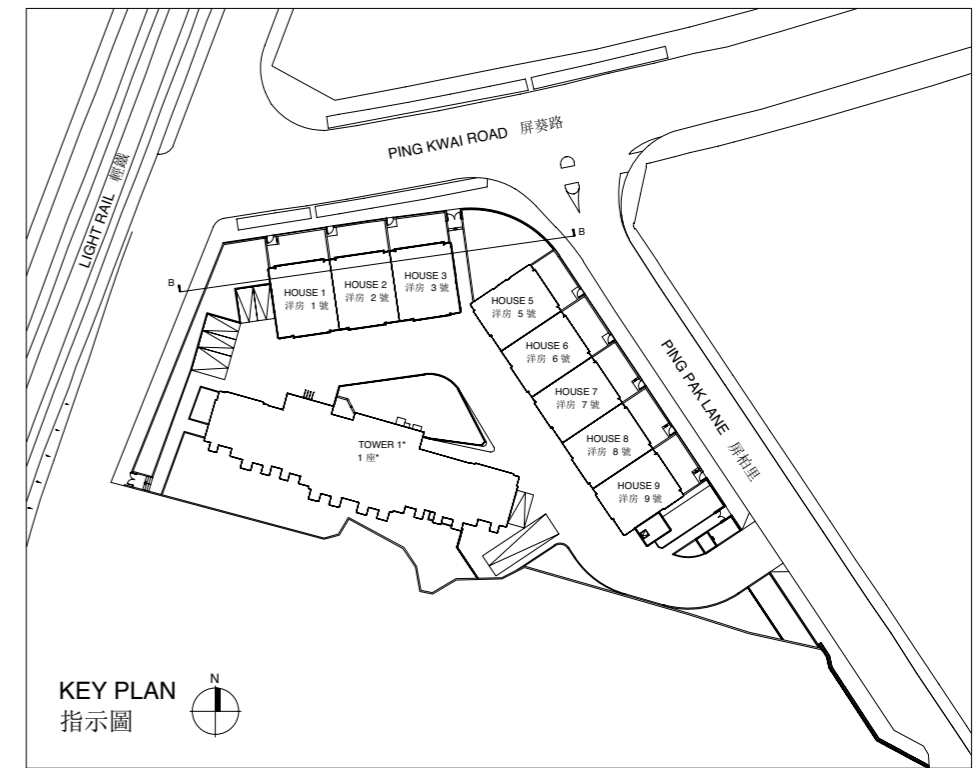 PING KWAI ROAD 屏葵路
LIGHT RAIL 輕鐵
B
B
HOUSE 1
洋房 1 號
HOUSE 2
洋房 2 號
HOUSE 3
洋房 3 號
HOUSE 5
洋房 5 號
HOUSE 6
洋房 6 號
HOUSE 7
洋房 7 號
HOUSE 8
洋房 8 號
HOUSE 9
洋房 9 號
PING PAK LANE 屏柏里
TOWER 1*
1 座*
KEY PLAN
指示圖
N